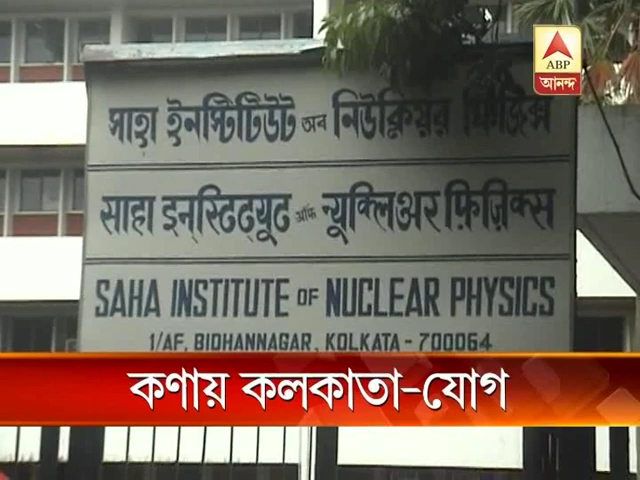 ABP
আনন্দ
সাহা ইনস্টিটিউট অব নিউক্লিয়র ফিজিক্স
साहा इन्स्टिट्यूट ऑफ न्यूक्लिअर फ़िज़िक्स
SAHA INSTITUTE OF NUCLEAR PHYSICS
1/AF, BIDHANNAGAR, KOLKATA - 700064
কণায় কলকাতা-যোগ